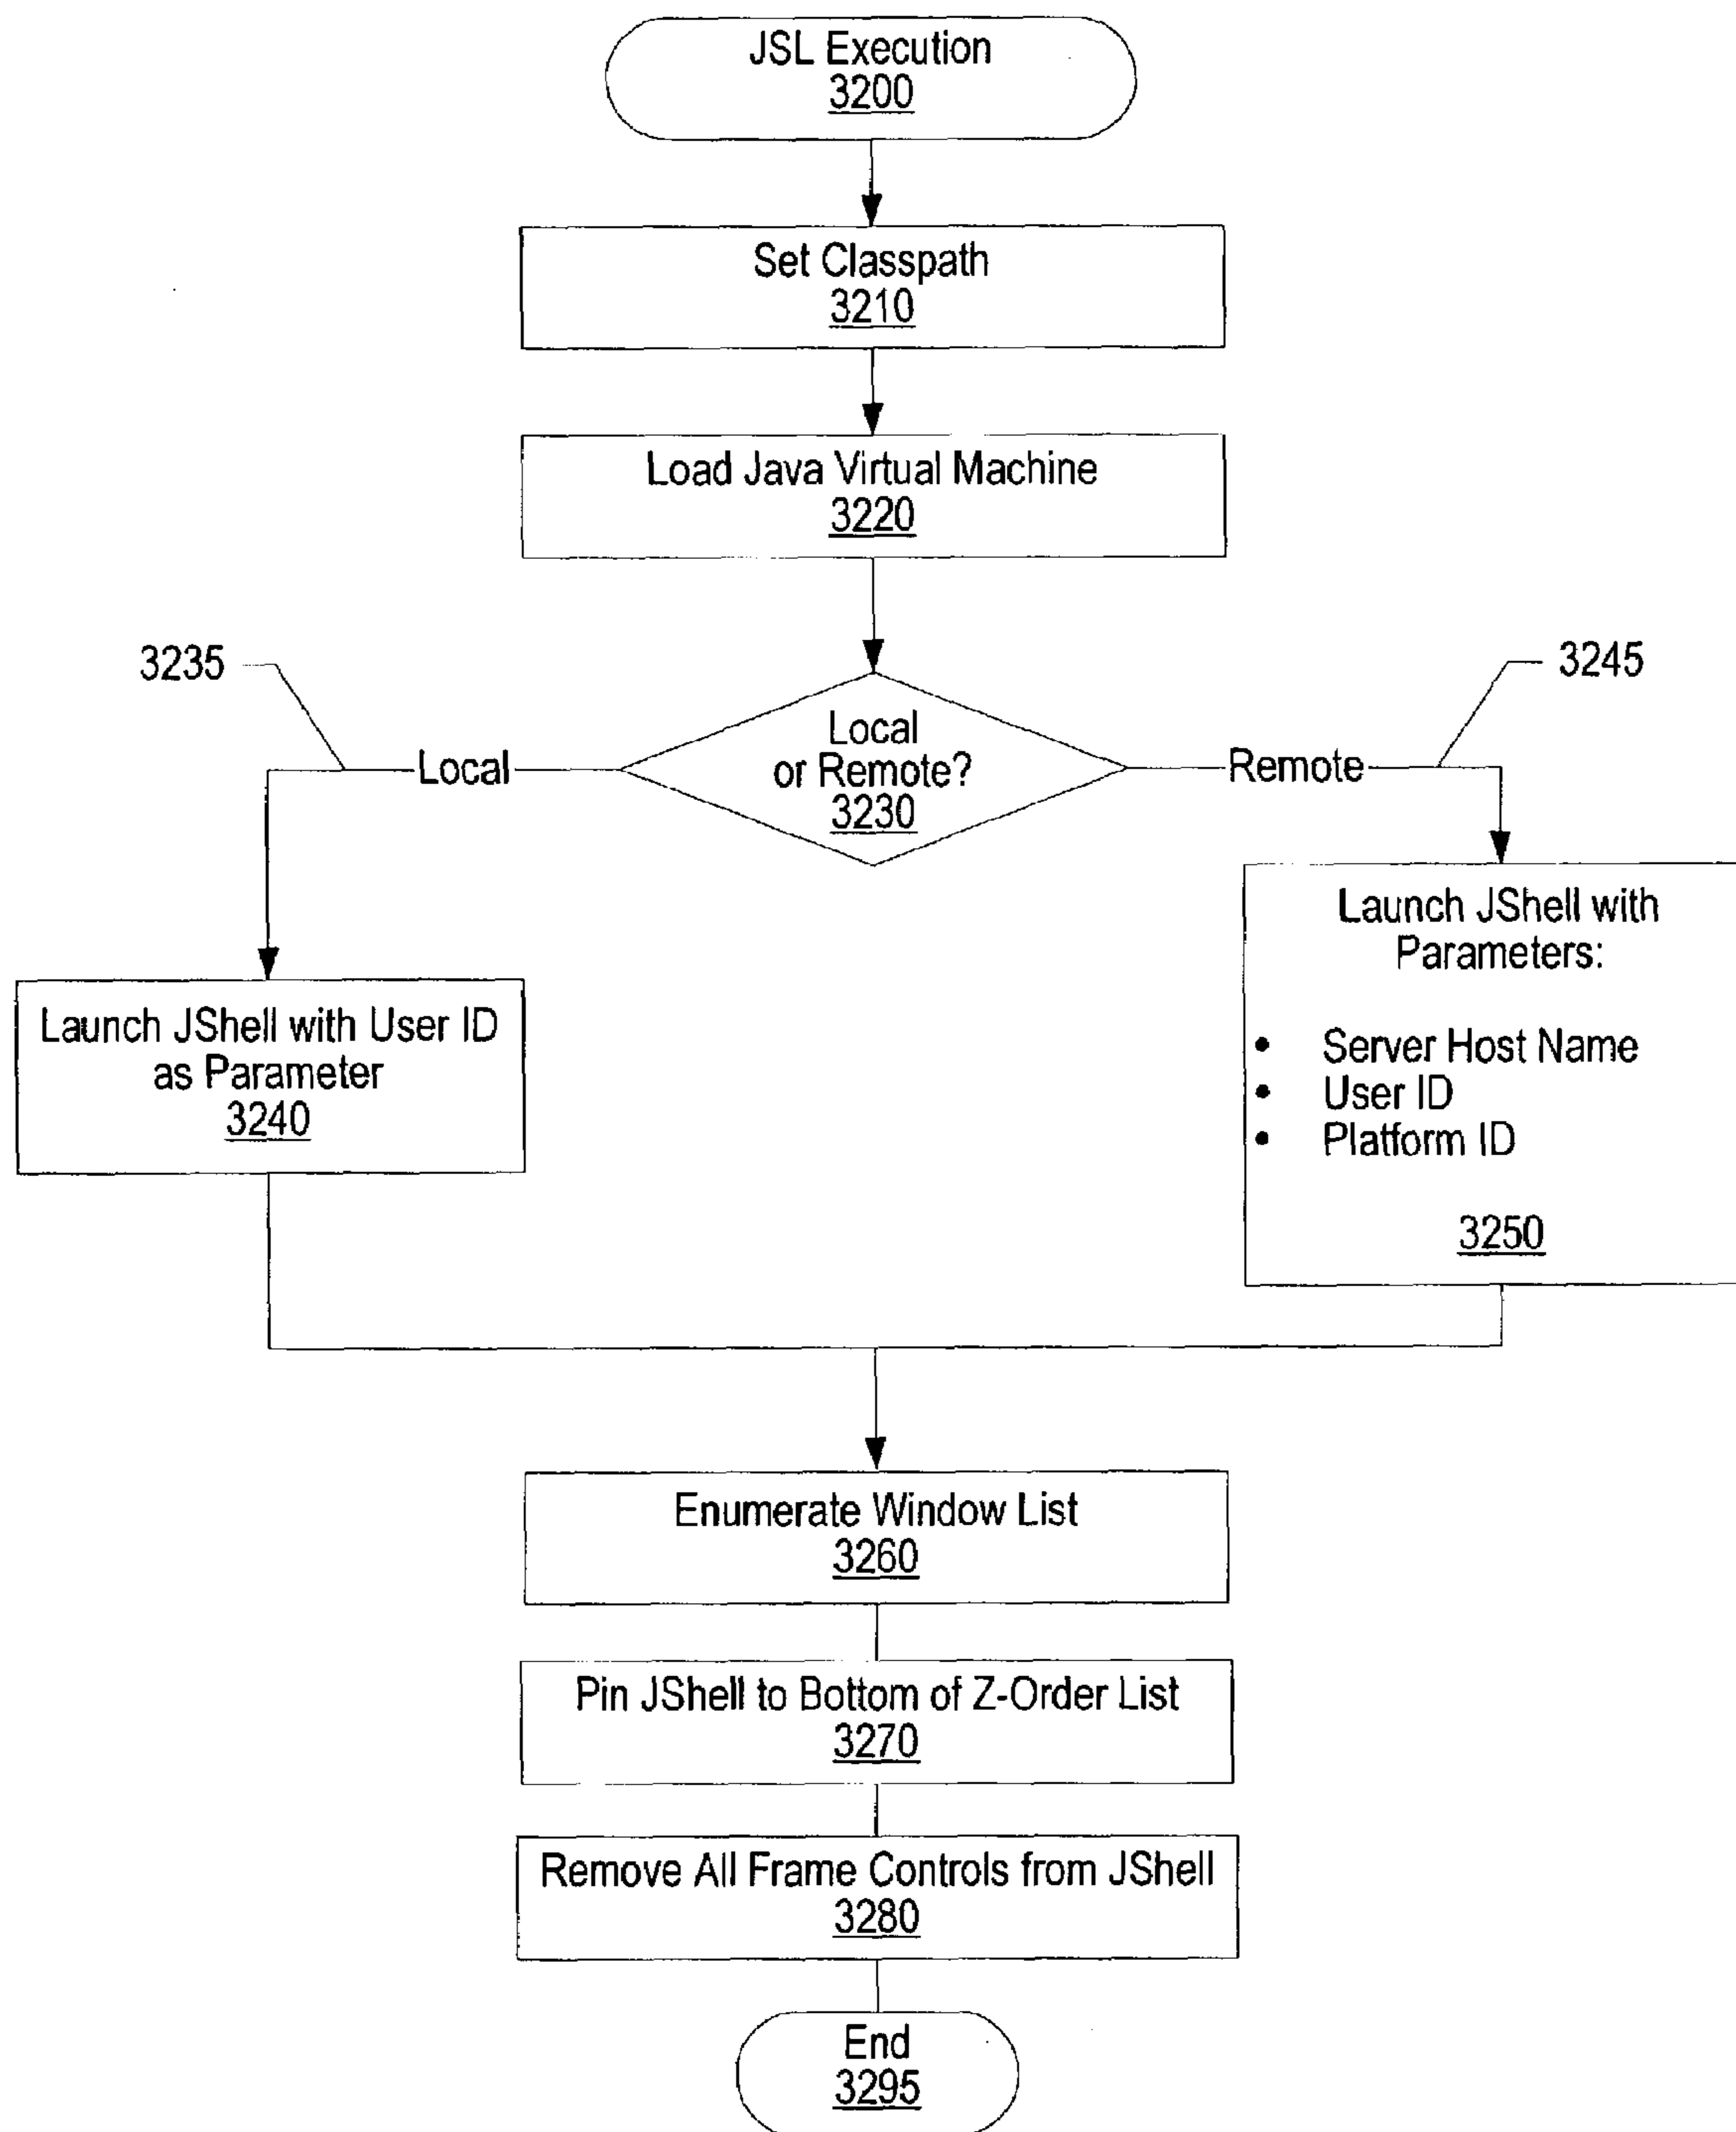 JSL Execution
3200
Set Classpath
3210
Load Java Virtual Machine
3220
3235
3245
Local
Local
or Remote?
3230
Remote
Launch JShell with
Parameters:
• Server Host Name
• User ID
• Platform ID
3250
Launch JShell with User ID
as Parameter
3240
Enumerate Window List
3260
Pin JShell to Bottom of Z-Order List
3270
Remove All Frame Controls from JShell
3280
End
3295